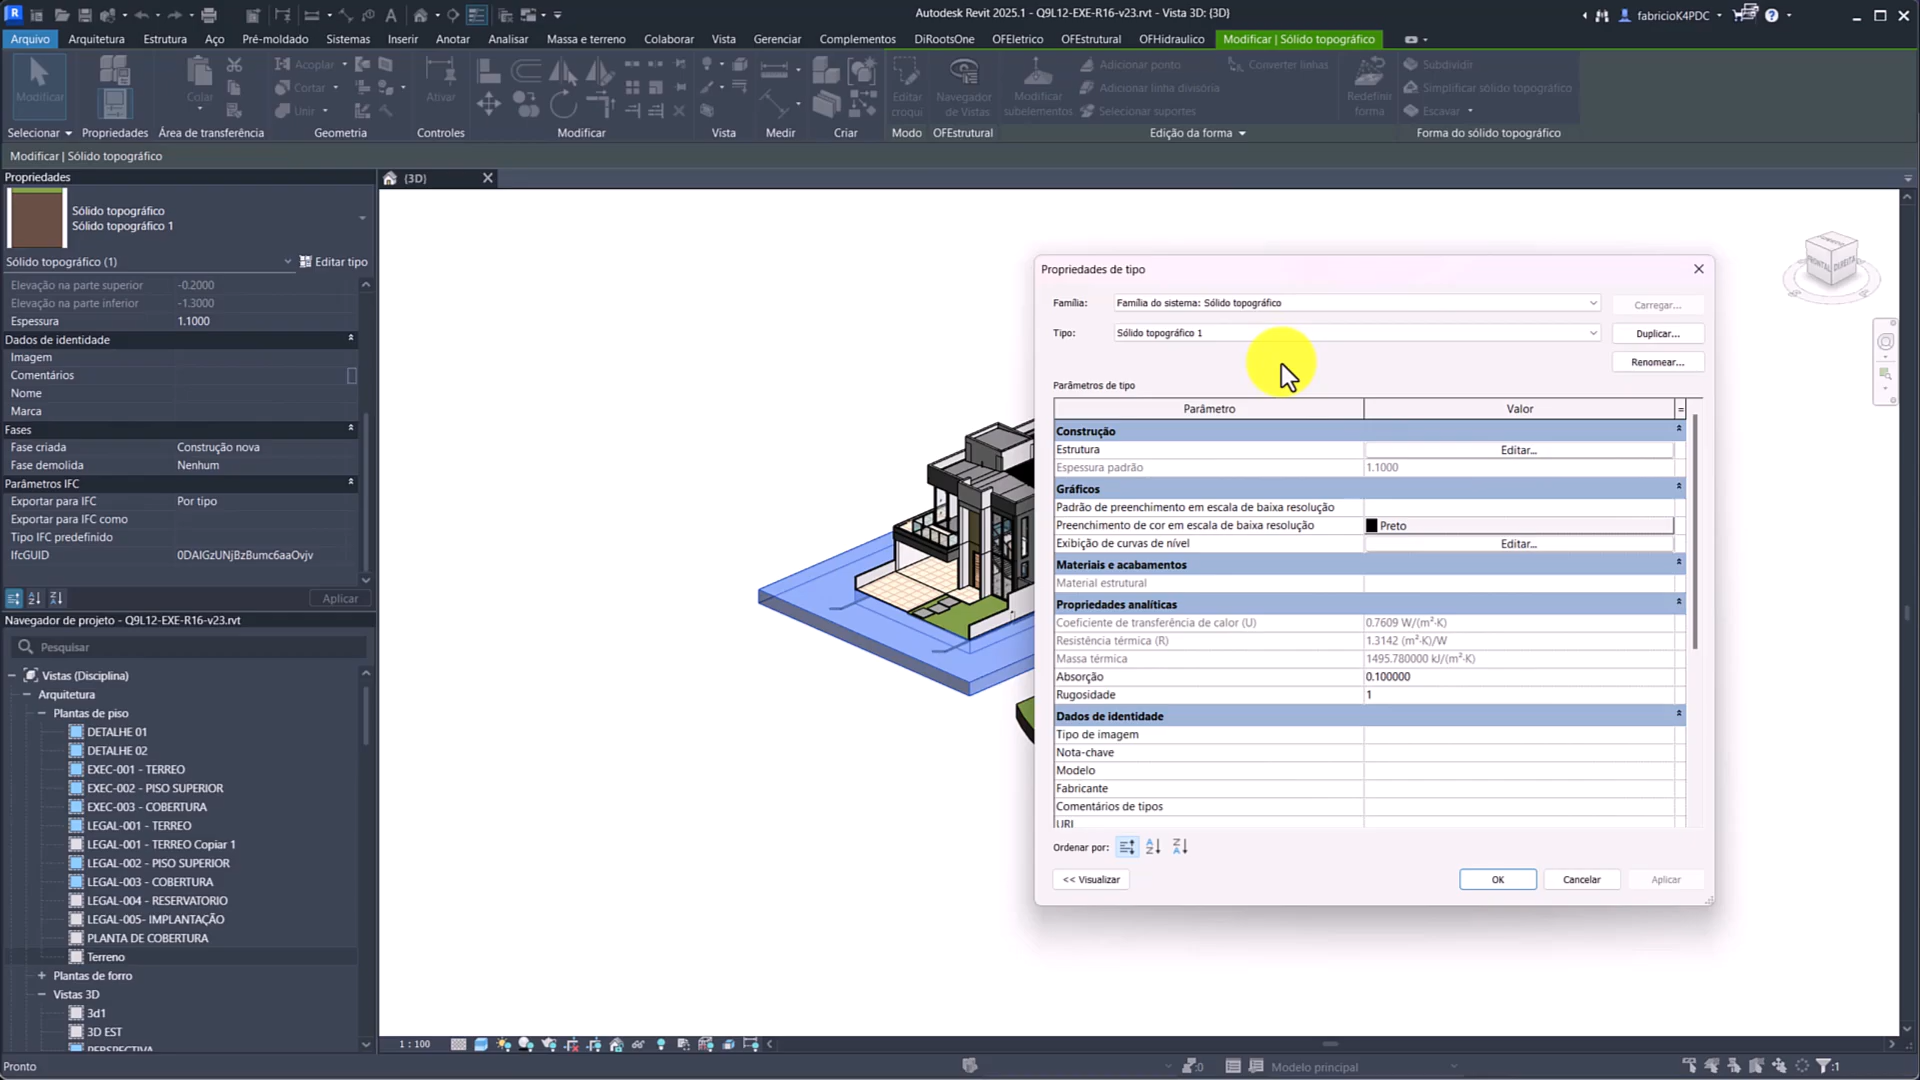 Autodesk Revit 2025.1 - Q9L12-EXE-R16-v23.rvt - Vista 3D: {3D}
fabricioK4PDC
Arquivo
Arquitetura
Estrutura
Aço
Pré-moldado
Sistemas
Inserir
Anotar
Analisar
Massa e terreno
Colaborar
Vista
Gerenciar
Complementos
DiRootsOne
OFEletrico
OFEstrutural
OFHidraulico
Modificar | Sólido topográfico
Modificar
Colar
Acoplar
Cortar
Unir
Ativar
Editar
croqui
Navegador
de Vistas
Modificar
subelementos
Adicionar ponto
Adicionar linha divisória
Selecionar suportes
Converter linhas
Redefinir
forma
Subdividir
Simplificar sólido topográfico
Escavar
Selecionar
Propriedades
Área de transferência
Geometria
Controles
Modificar
Vista
Medir
Criar
Modo
OFEstrutural
Edição da forma
Forma do sólido topográfico
Modificar | Sólido topográfico
Propriedades
Sólido topográfico
Sólido topográfico 1
Sólido topográfico (1)
Editar tipo
Elevação na parte superior -0.2000
Elevação na parte inferior -1.3000
Espessura 1.1000
Dados de identidade
Imagem
Comentários
Nome
Marca
Fases
Fase criada Construção nova
Fase demolida Nenhum
Parâmetros IFC
Exportar para IFC Por tipo
Exportar para IFC como
Tipo IFC predefinido
IfcGUID 0DAIGzUNjBzBumc6aaOvjv
Aplicar
Navegador de projeto - Q9L12-EXE-R16-v23.rvt
Pesquisar
Vistas (Disciplina)
Arquitetura
Plantas de piso
DETALHE 01
DETALHE 02
EXEC-001 - TERREO
EXEC-002 - PISO SUPERIOR
EXEC-003 - COBERTURA
LEGAL-001 - TERREO
LEGAL-001 - TERREO Copiar 1
LEGAL-002 - PISO SUPERIOR
LEGAL-003 - COBERTURA
LEGAL-004 - RESERVATORIO
LEGAL-005- IMPLANTAÇÃO
PLANTA DE COBERTURA
Terreno
Plantas de forro
Vistas 3D
3d1
3D EST
PERSPECTIVA
Pronto
{3D}
FRONTAL
DIREITA
Propriedades de tipo
Família: Família do sistema: Sólido topográfico Carregar...
Tipo: Sólido topográfico 1 Duplicar...
Renomear...
Parâmetros de tipo
Parâmetro Valor =
Construção
Estrutura Editar...
Espessura padrão 1.1000
Gráficos
Padrão de preenchimento em escala de baixa resolução
Preenchimento de cor em escala de baixa resolução Preto
Exibição de curvas de nível Editar...
Materiais e acabamentos
Material estrutural
Propriedades analíticas
Coeficiente de transferência de calor (U) 0.7609 W/(m²·K)
Resistência térmica (R) 1.3142 (m²·K)/W
Massa térmica 1495.780000 kJ/(m²·K)
Absorção 0.100000
Rugosidade 1
Dados de identidade
Tipo de imagem
Nota-chave
Modelo
Fabricante
Comentários de tipos
URL
Ordenar por:
<< Visualizar
OK
Cancelar
Aplicar
1 : 100
:0
Modelo principal
:1